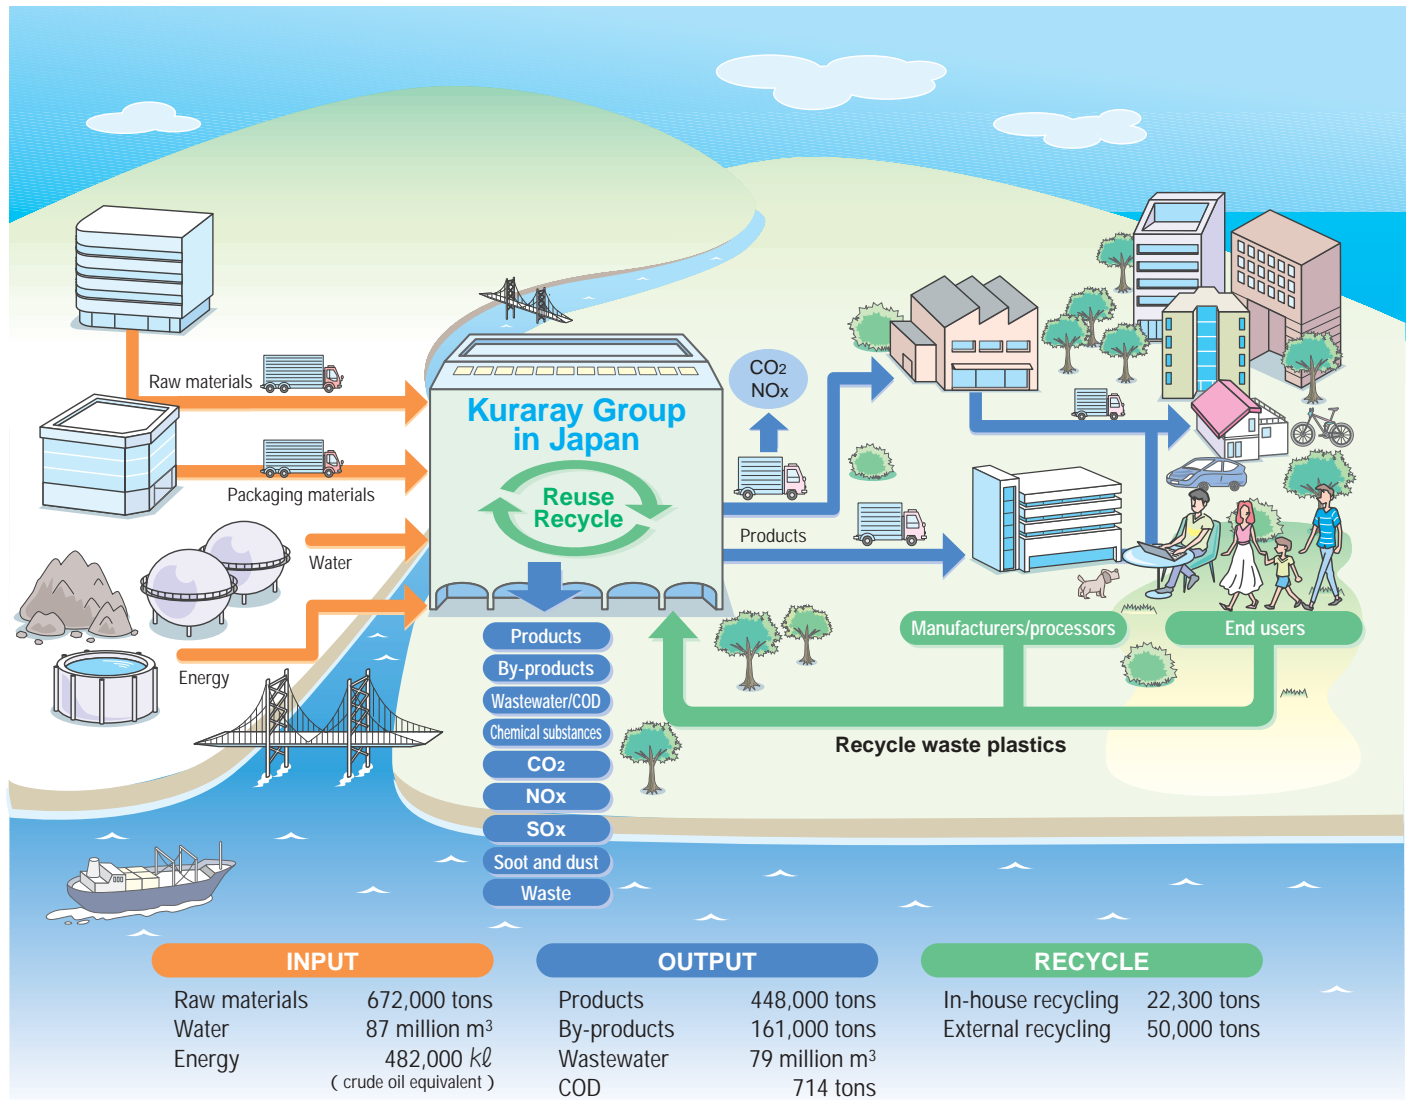 CO2
NOx
Raw materials
Kuraray Group
in Japan
Packaging materials
Reuse
Recycle
Products
Water
Energy
Products
By-products
Wastewater/COD
Chemical substances
CO2
NOx
SOx
Soot and dust
Waste
Manufacturers/processors
End users
Recycle waste plastics
INPUT
Raw materials 672,000 tons
Water 87 million m³
Energy 482,000 kℓ
( crude oil equivalent )
OUTPUT
Products 448,000 tons
By-products 161,000 tons
Wastewater 79 million m³
COD 714 tons
RECYCLE
In-house recycling 22,300 tons
External recycling 50,000 tons